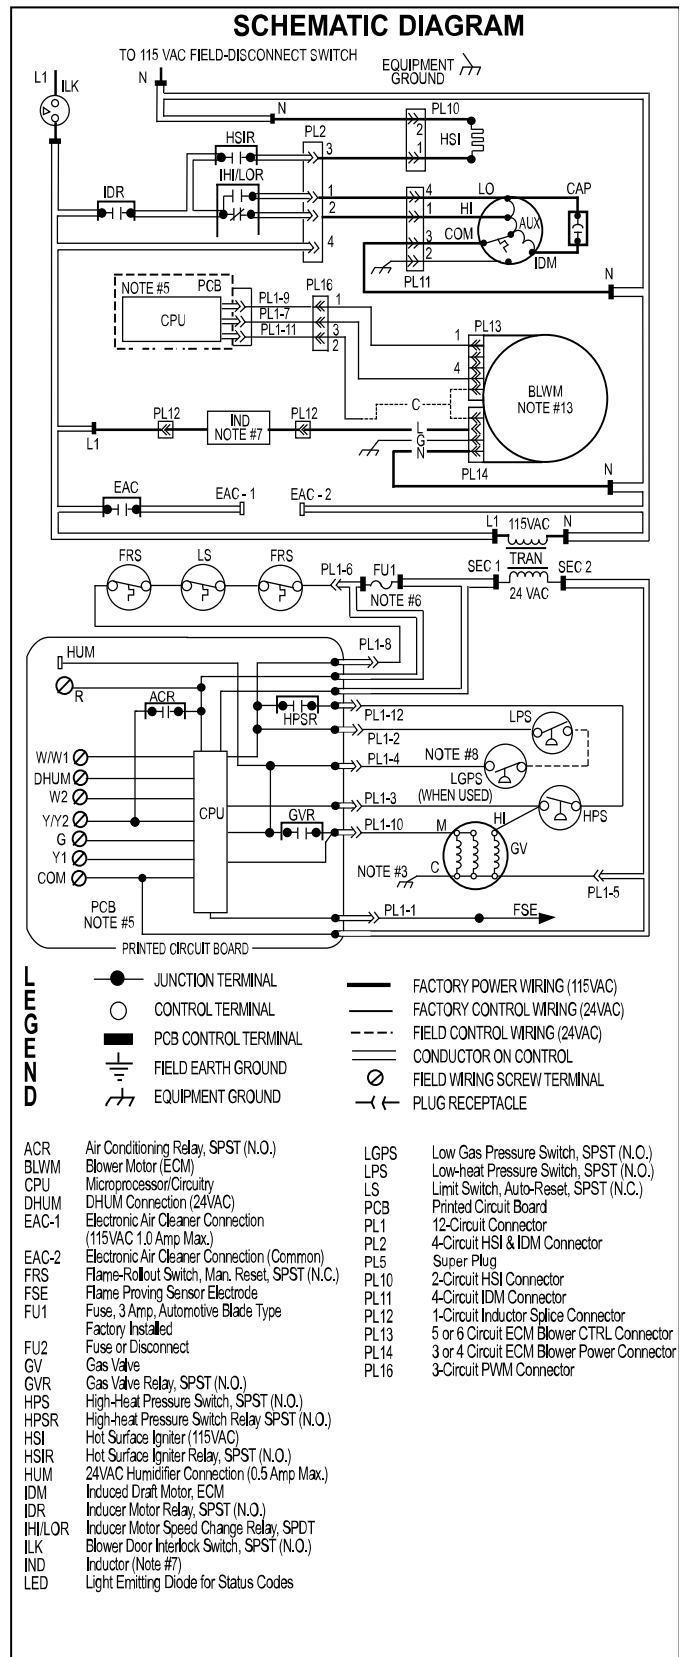 SCHEMATIC DIAGRAM
TO 115 VAC FIELD-DISCONNECT SWITCH
EQUIPMENT
GROUND
L1
ILK
N
N
PL10
2
HSI
1
HSIR
PL2
3
IHI/LOR
IDR
1
2
4
LO
CAP
4
HI
1
AUX
COM
3
2
IDM
PL11
N
NOTE #5
PCB
CPU
PL1-9
PL1-7
PL1-11
PL16
1
3
2
PL13
1
4
BLWM
NOTE #13
C
PL12
IND
NOTE #7
PL12
L1
L
G
N
PL14
N
EAC
EAC - 1
EAC - 2
L1
115VAC
N
TRAN
FRS
LS
FRS
PL1-6
FU1
NOTE #6
SEC 1
24 VAC
SEC 2
HUM
R
ACR
PL1-8
HPSR
PL1-12
PL1-2
LPS
W/W1
PL1-4
NOTE #8
LGPS
(WHEN USED)
DHUM
W2
CPU
PL1-3
HPS
Y/Y2
GVR
PL1-10
M
HI
GV
G
Y1
NOTE #3
C
COM
PL1-5
PCB
NOTE #5
PL1-1
FSE
PRINTED CIRCUIT BOARD
LEGEND
JUNCTION TERMINAL
CONTROL TERMINAL
PCB CONTROL TERMINAL
FIELD EARTH GROUND
EQUIPMENT GROUND
FACTORY POWER WIRING (115VAC)
FACTORY CONTROL WIRING (24VAC)
FIELD CONTROL WIRING (24VAC)
CONDUCTOR ON CONTROL
FIELD WIRING SCREW TERMINAL
PLUG RECEPTACLE
ACR Air Conditioning Relay, SPST (N.O.)
BLWM Blower Motor (ECM)
CPU Microprocessor/Circuitry
DHUM DHUM Connection (24VAC)
EAC-1 Electronic Air Cleaner Connection
(115VAC 1.0 Amp Max.)
EAC-2 Electronic Air Cleaner Connection (Common)
FRS Flame-Rollout Switch, Man. Reset, SPST (N.C.)
FSE Flame Proving Sensor Electrode
FU1 Fuse, 3 Amp, Automotive Blade Type
Factory Installed
FU2 Fuse or Disconnect
GV Gas Valve
GVR Gas Valve Relay, SPST (N.O.)
HPS High-Heat Pressure Switch, SPST (N.O.)
HPSR High-heat Pressure Switch Relay SPST (N.O.)
HSI Hot Surface Igniter (115VAC)
HSIR Hot Surface Igniter Relay, SPST (N.O.)
HUM 24VAC Humidifier Connection (0.5 Amp Max.)
IDM Induced Draft Motor, ECM
IDR Inducer Motor Relay, SPST (N.O.)
IHI/LOR Inducer Motor Speed Change Relay, SPDT
ILK Blower Door Interlock Switch, SPST (N.O.)
IND Inductor (Note #7)
LED Light Emitting Diode for Status Codes
LGPS Low Gas Pressure Switch, SPST (N.O.)
LPS Low-heat Pressure Switch, SPST (N.O.)
LS Limit Switch, Auto-Reset, SPST (N.C.)
PCB Printed Circuit Board
PL1 12-Circuit Connector
PL2 4-Circuit HSI & IDM Connector
PL5 Super Plug
PL10 2-Circuit HSI Connector
PL11 4-Circuit IDM Connector
PL12 1-Circuit Inductor Splice Connector
PL13 5 or 6 Circuit ECM Blower CTRL Connector
PL14 3 or 4 Circuit ECM Blower Power Connector
PL16 3-Circuit PWM Connector